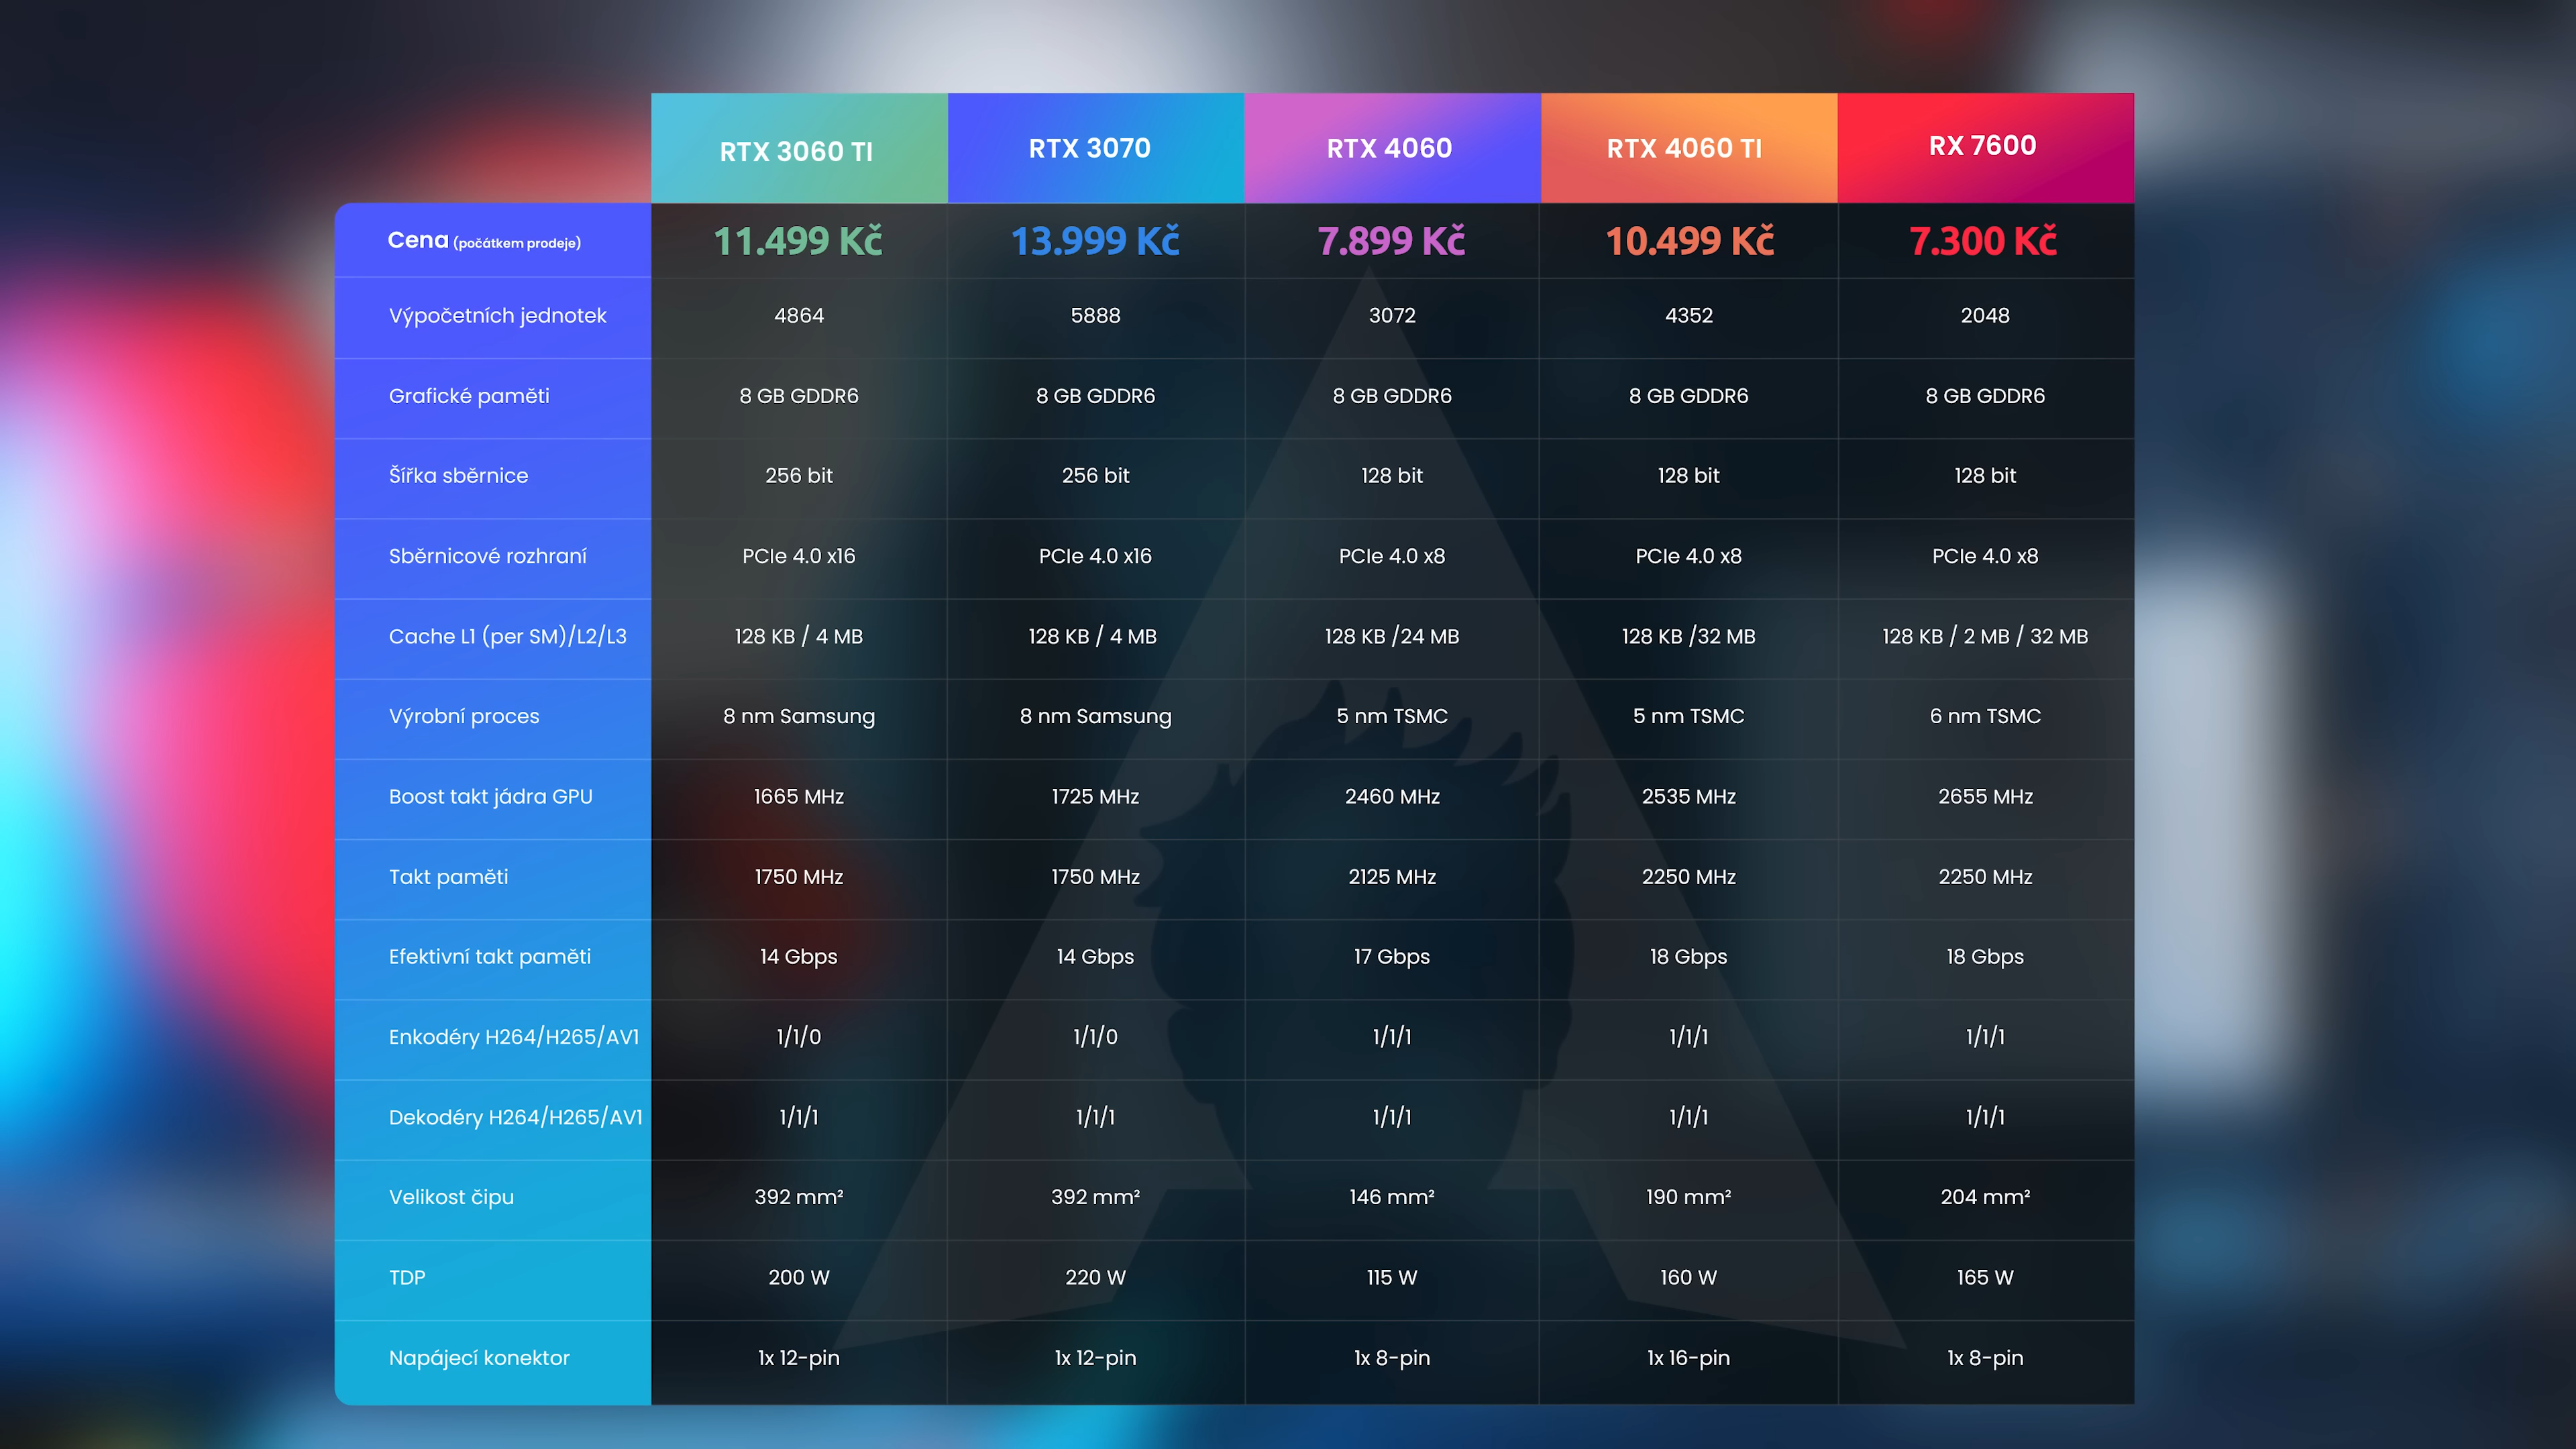 RTX 3060 TI RTX 3070 RTX 4060 RTX 4060 TI RX 7600
Cena (počátkem prodeje) 11.499 Kč 13.999 Kč 7.899 Kč 10.499 Kč 7.300 Kč
Výpočetních jednotek 4864 5888 3072 4352 2048
Grafické paměti 8 GB GDDR6 8 GB GDDR6 8 GB GDDR6 8 GB GDDR6 8 GB GDDR6
Šířka sběrnice 256 bit 256 bit 128 bit 128 bit 128 bit
Sběrnicové rozhraní PCIe 4.0 x16 PCIe 4.0 x16 PCIe 4.0 x8 PCIe 4.0 x8 PCIe 4.0 x8
Cache L1 (per SM)/L2/L3 128 KB / 4 MB 128 KB / 4 MB 128 KB /24 MB 128 KB /32 MB 128 KB / 2 MB / 32 MB
Výrobní proces 8 nm Samsung 8 nm Samsung 5 nm TSMC 5 nm TSMC 6 nm TSMC
Boost takt jádra GPU 1665 MHz 1725 MHz 2460 MHz 2535 MHz 2655 MHz
Takt paměti 1750 MHz 1750 MHz 2125 MHz 2250 MHz 2250 MHz
Efektivní takt paměti 14 Gbps 14 Gbps 17 Gbps 18 Gbps 18 Gbps
Enkodéry H264/H265/AV1 1/1/0 1/1/0 1/1/1 1/1/1 1/1/1
Dekodéry H264/H265/AV1 1/1/1 1/1/1 1/1/1 1/1/1 1/1/1
Velikost čipu 392 mm² 392 mm² 146 mm² 190 mm² 204 mm²
TDP 200 W 220 W 115 W 160 W 165 W
Napájecí konektor 1x 12-pin 1x 12-pin 1x 8-pin 1x 16-pin 1x 8-pin